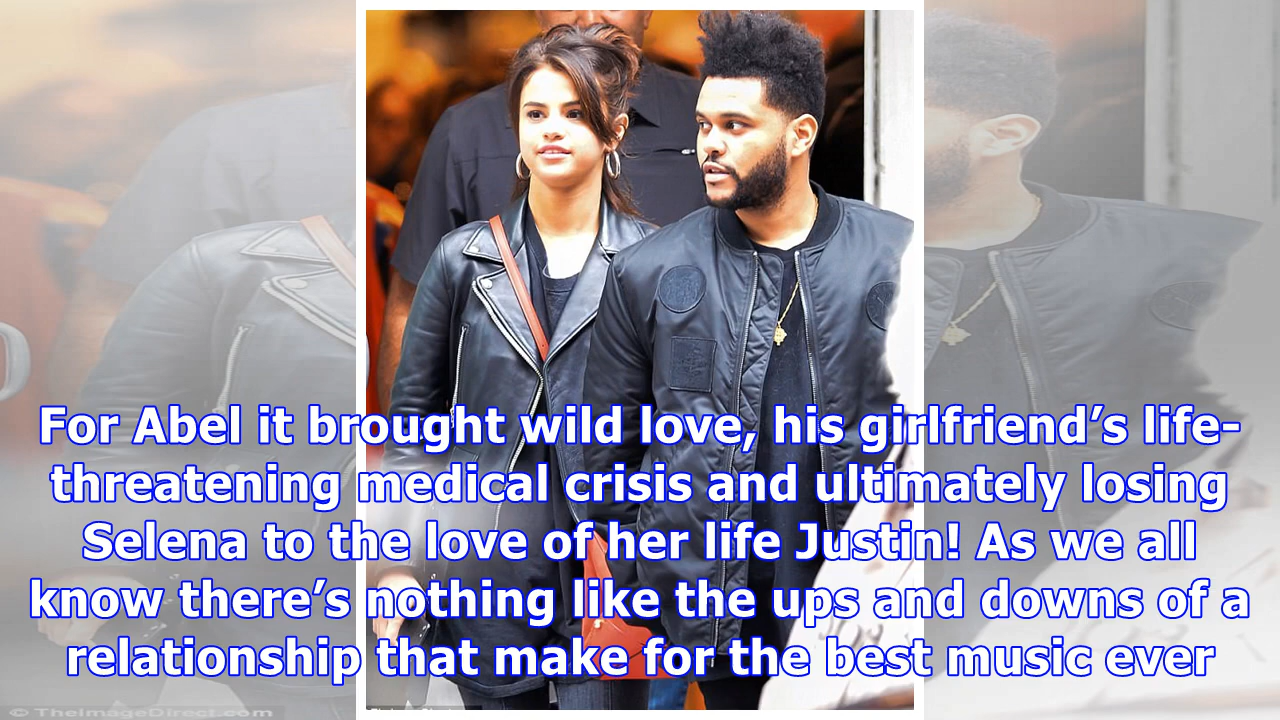 For Abel it brought wild love, his girlfriend’s life-
threatening medical crisis and ultimately losing
Selena to the love of her life Justin! As we all
know there’s nothing like the ups and downs of a
relationship that make for the best music ever
© TheImageDirect.com